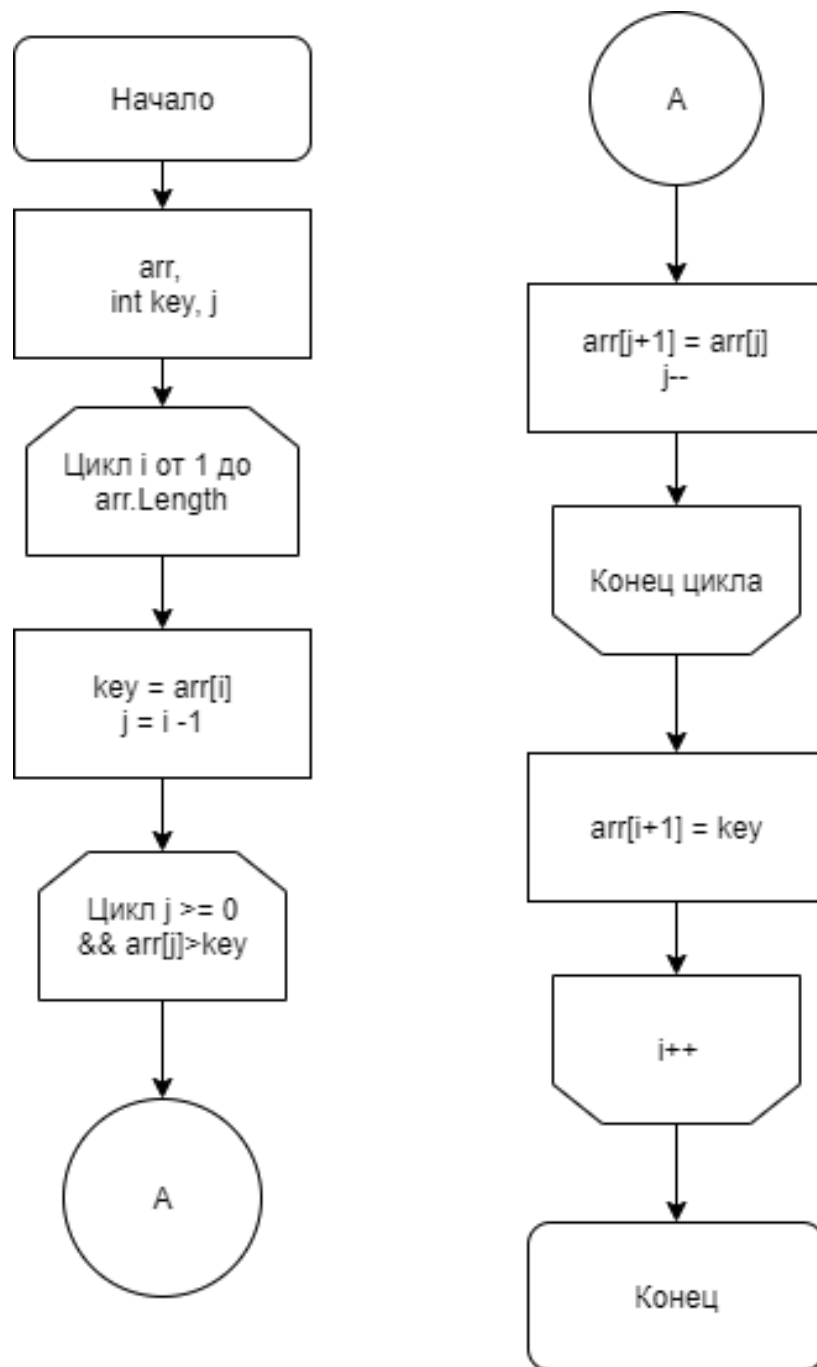 Начало
arr,
int key, j
Цикл i от 1 до
arr.Length
key = arr[i]
j = i -1
Цикл j >= 0
&& arr[j]>key
A
A
arr[j+1] = arr[j]
j--
Конец цикла
arr[i+1] = key
i++
Конец